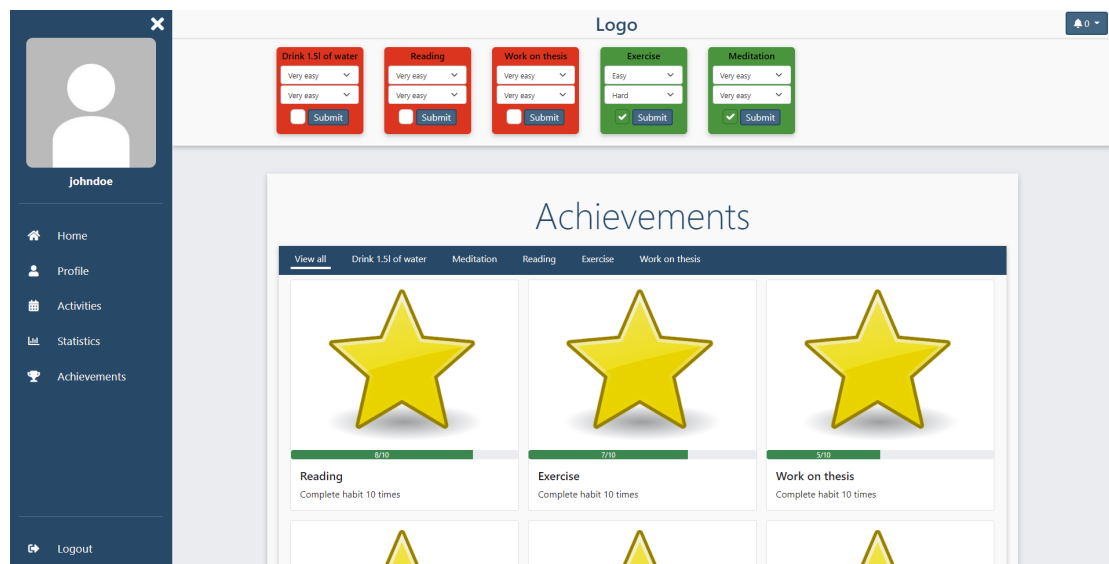 Logo
0
Drink 1.5l of water
Very easy
Very easy
Submit
Reading
Very easy
Very easy
Submit
Work on thesis
Very easy
Very easy
Submit
Exercise
Easy
Hard
Submit
Meditation
Very easy
Very easy
Submit
johndoe
Home
Profile
Activities
Statistics
Achievements
Logout
Achievements
View all Drink 1.5l of water Meditation Reading Exercise Work on thesis
8/10
Reading
Complete habit 10 times
7/10
Exercise
Complete habit 10 times
5/10
Work on thesis
Complete habit 10 times